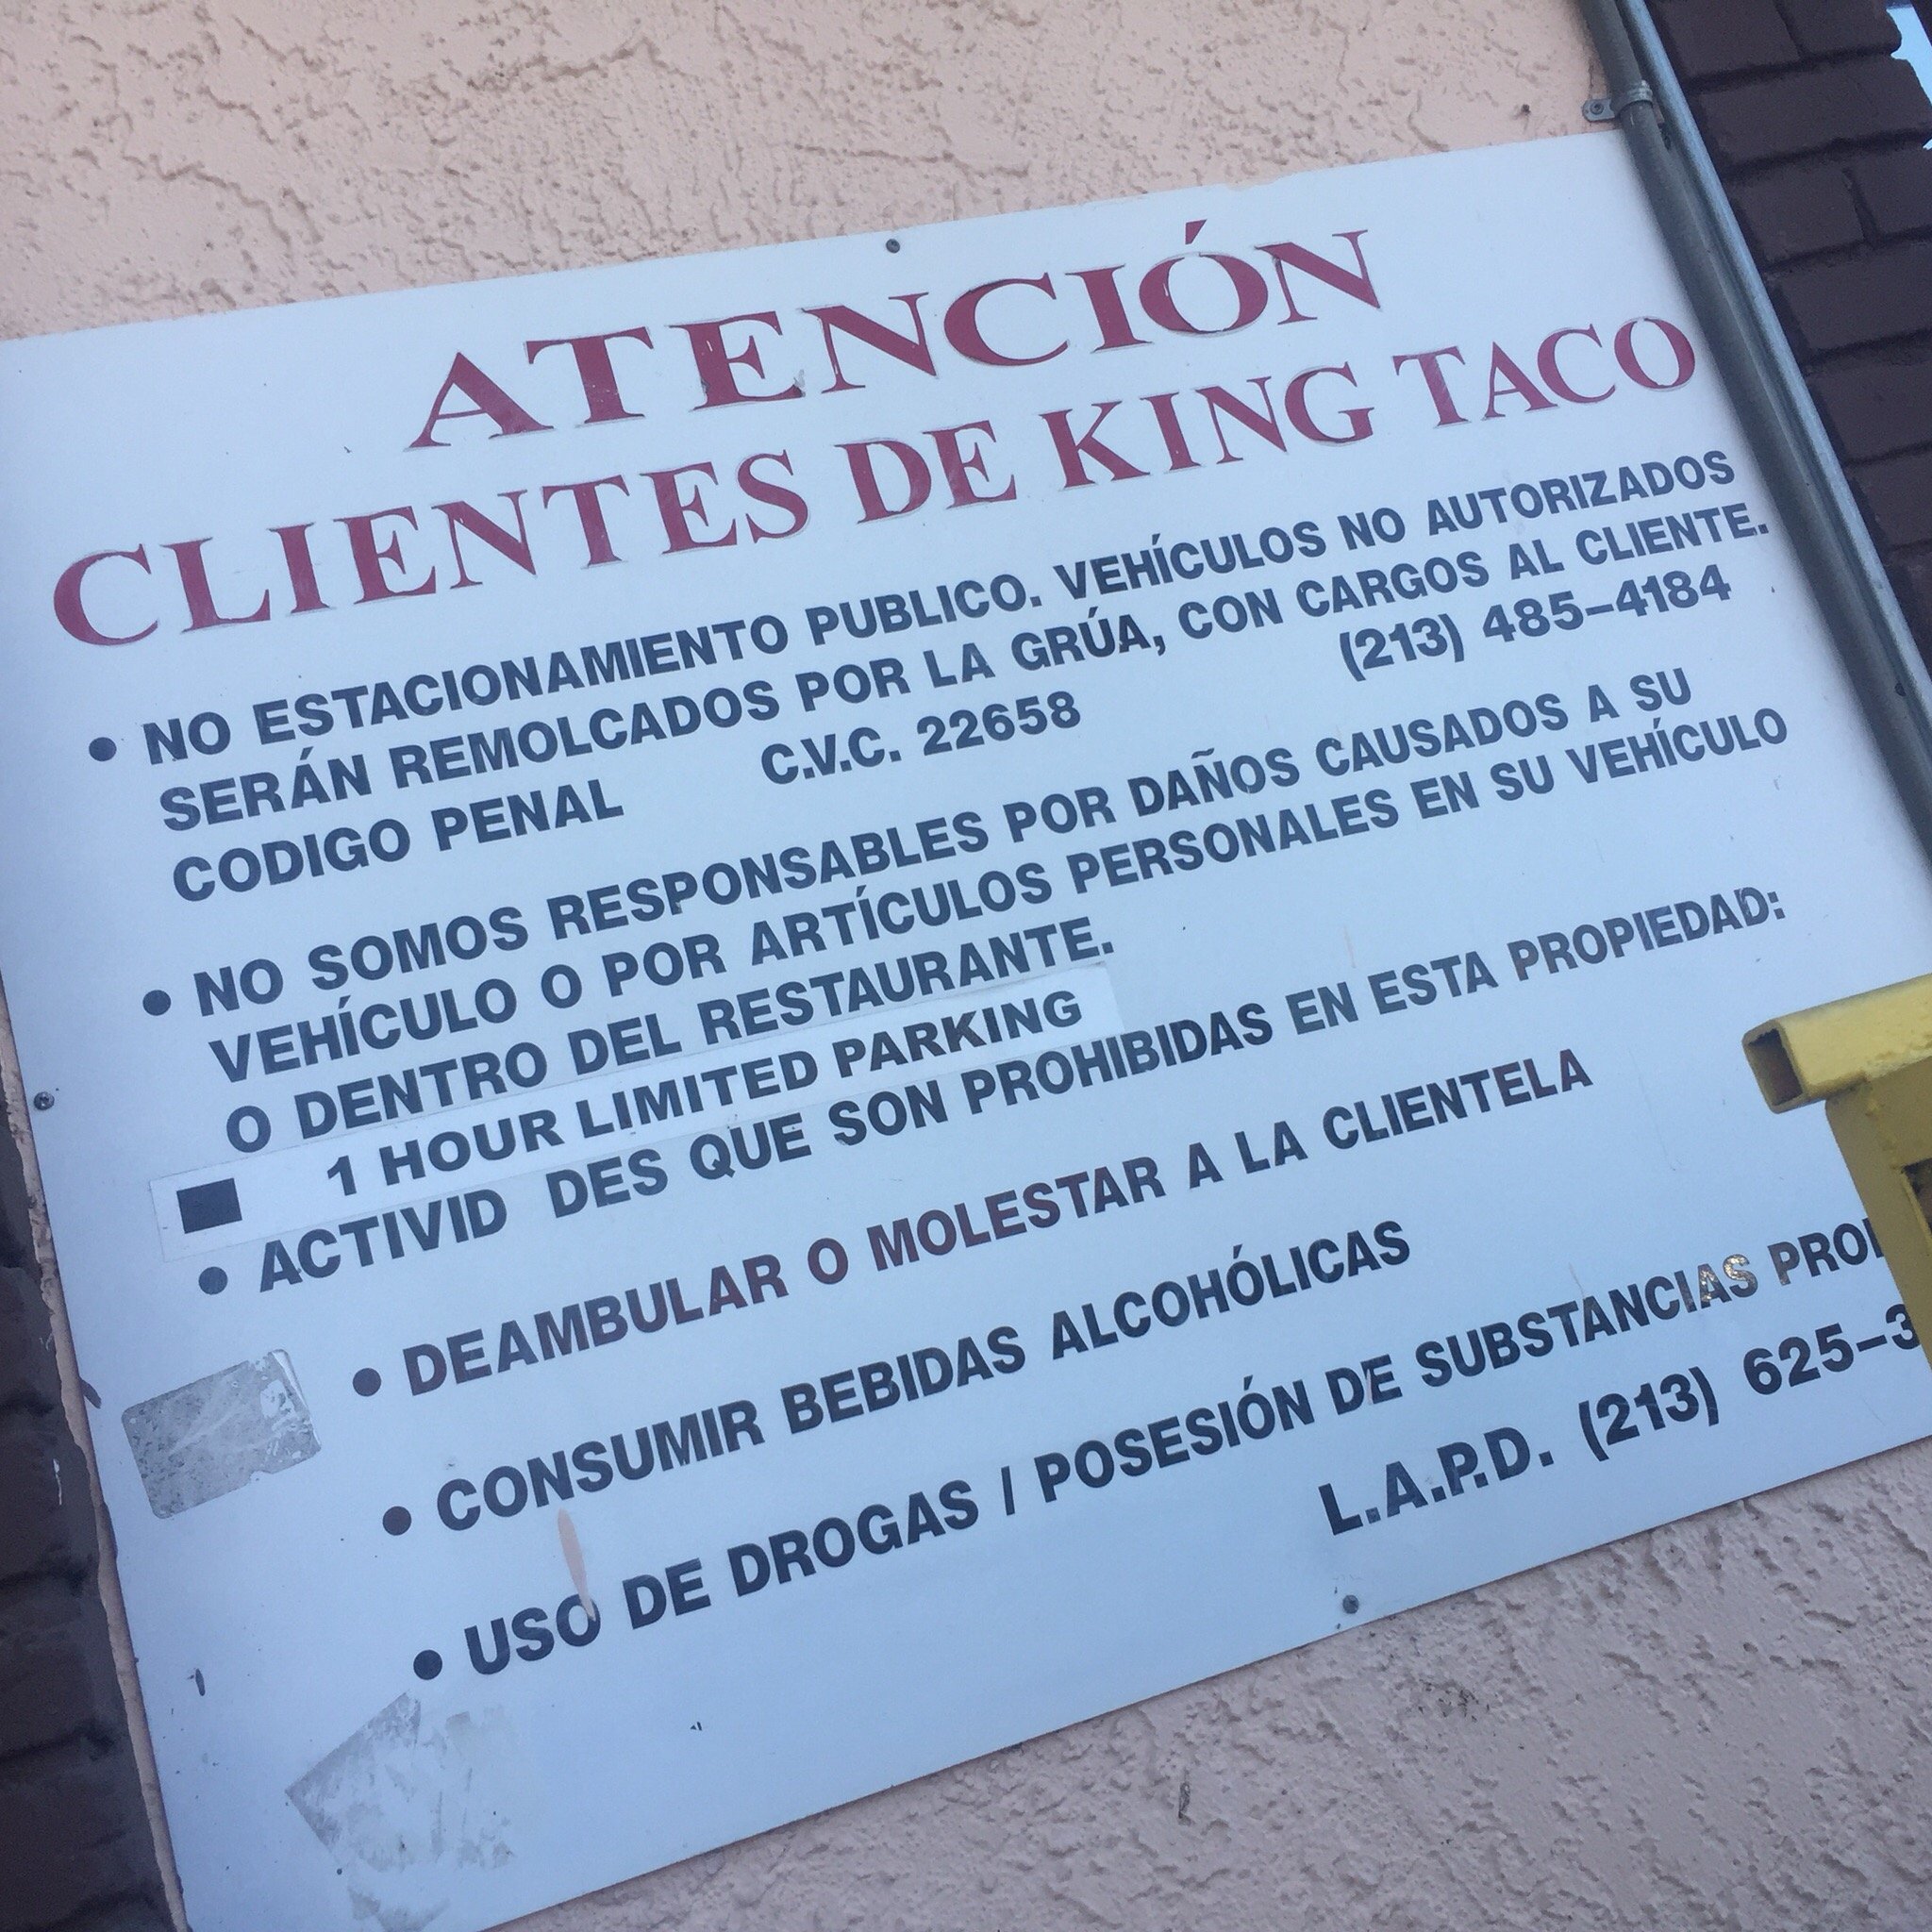 ATENCIÓN
CLIENTES DE KING TACO
• NO ESTACIONAMIENTO PUBLICO. VEHÍCULOS NO AUTORIZADOS
SERÁN REMOLCADOS POR LA GRÚA, CON CARGOS AL CLIENTE.
CODIGO PENAL C.V.C. 22658 (213) 485-4184
• NO SOMOS RESPONSABLES POR DAÑOS CAUSADOS A SU
VEHÍCULO O POR ARTÍCULOS PERSONALES EN SU VEHÍCULO
O DENTRO DEL RESTAURANTE.
■ 1 HOUR LIMITED PARKING
• ACTIVID DES QUE SON PROHIBIDAS EN ESTA PROPIEDAD:
• DEAMBULAR O MOLESTAR A LA CLIENTELA
• CONSUMIR BEBIDAS ALCOHÓLICAS
• USO DE DROGAS / POSESIÓN DE SUBSTANCIAS
L.A.P.D. (213) 625-3